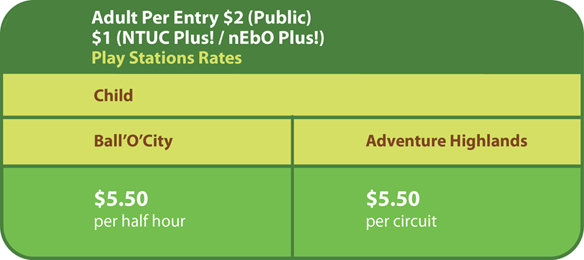 Adult Per Entry $2 (Public)
$1 (NTUC Plus! / nEbO Plus!)
Play Stations Rates
Child
Ball’O’City
Adventure Highlands
$5.50
per half hour
$5.50
per circuit